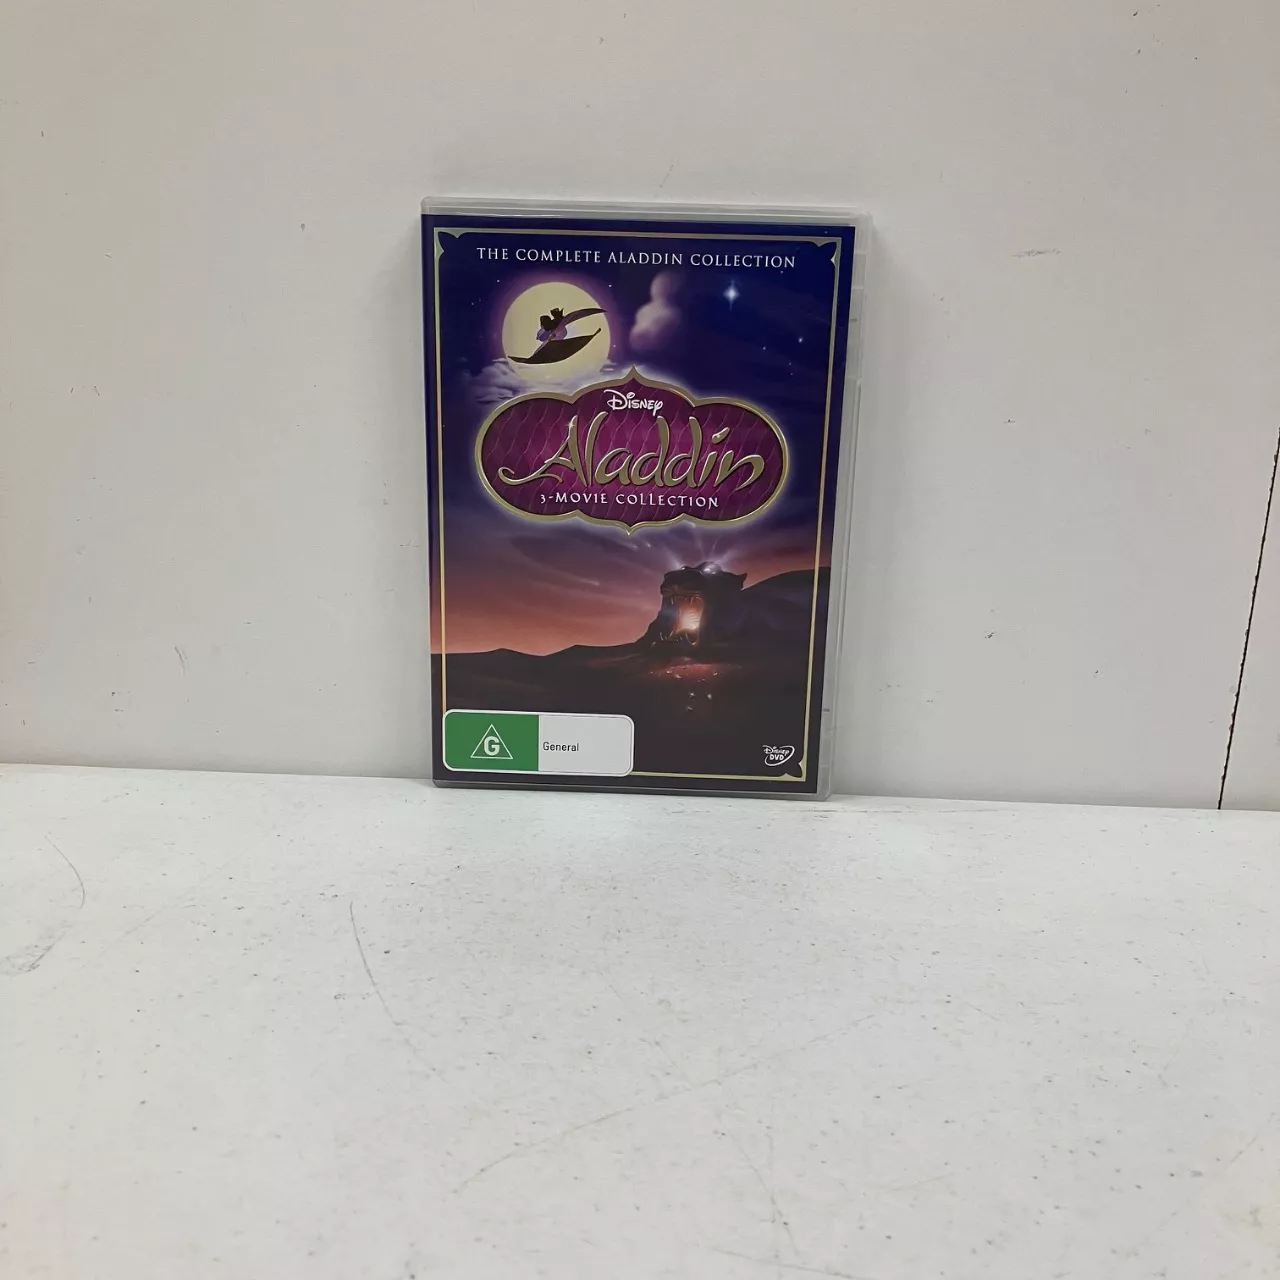 THE COMPLETE ALADDIN COLLECTION
DISNEY
Aladdin
3-MOVIE COLLECTION
G
General
Disney
DVD